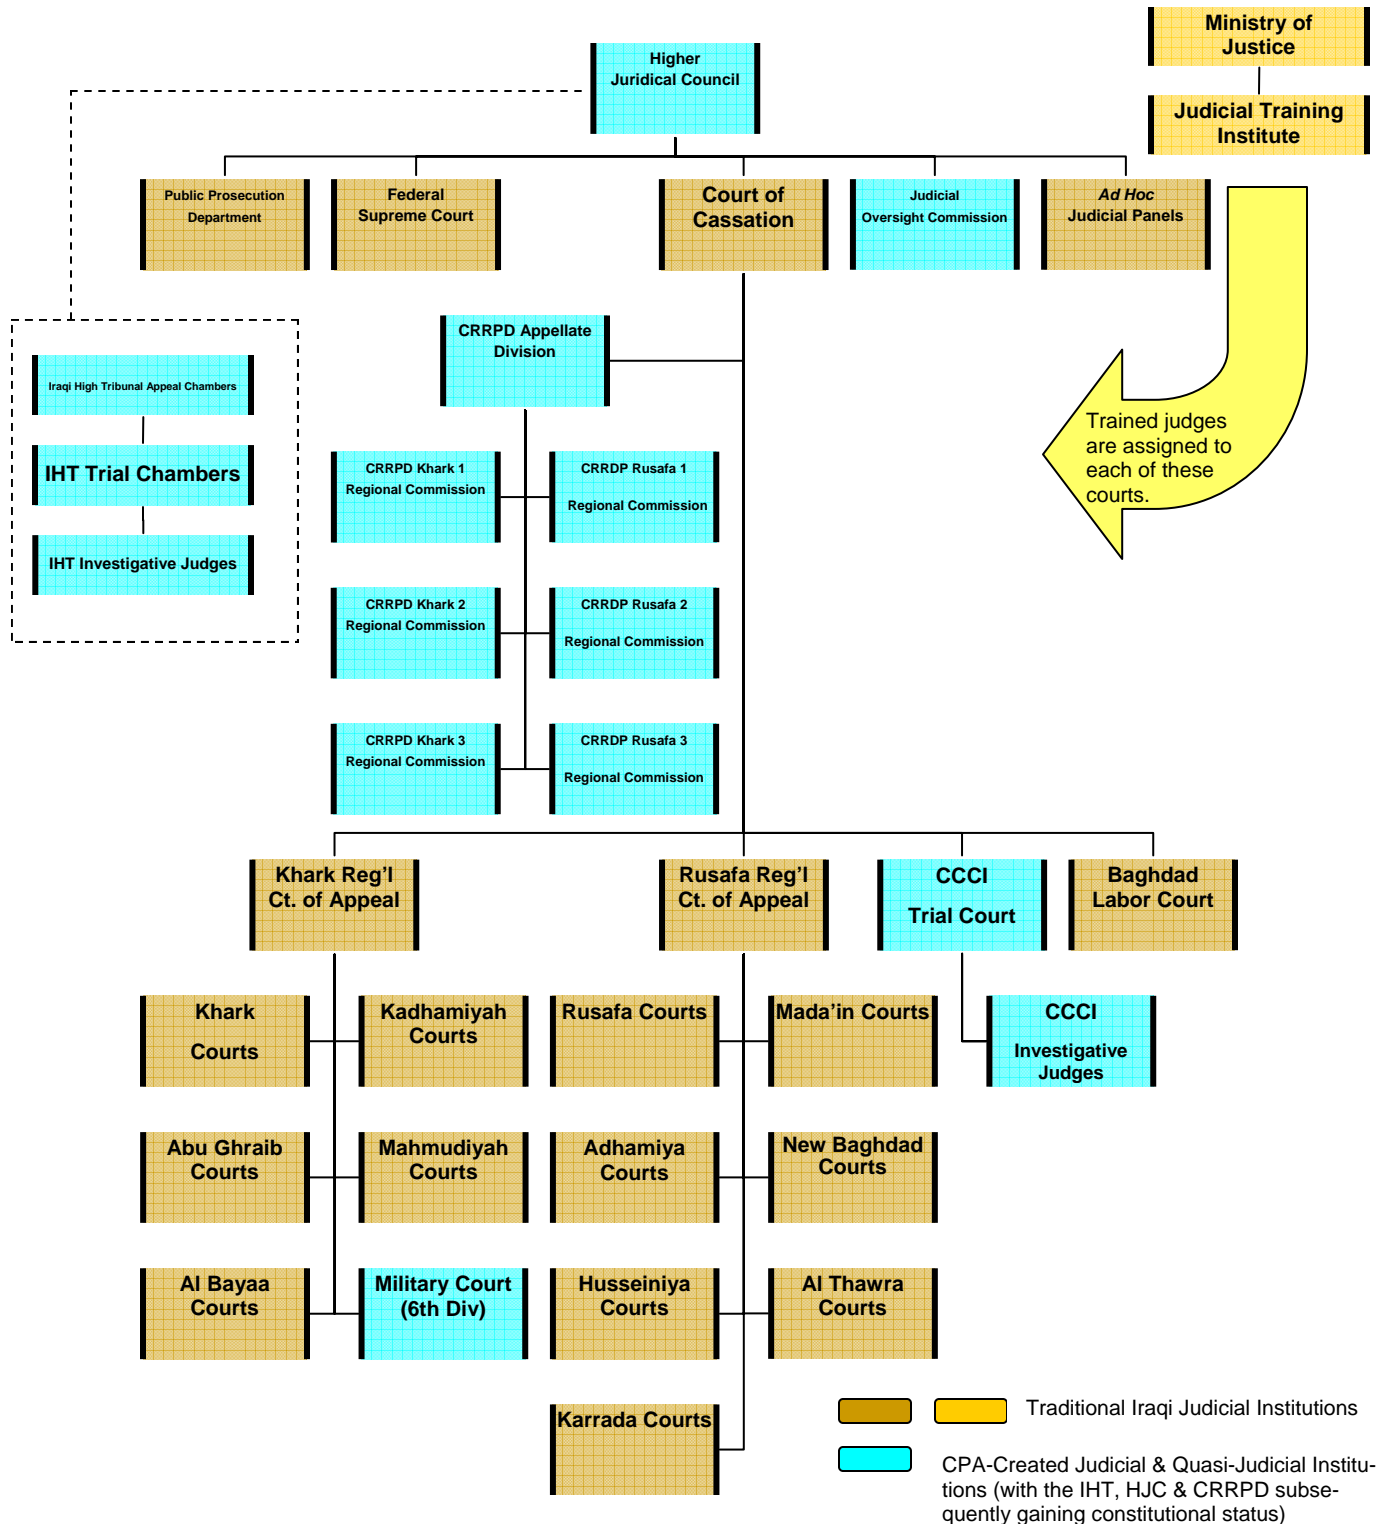 Ministry of
Justice
Higher
Juridical Council
Judicial Training
Institute
Public Prosecution
Department
Federal
Supreme Court
Court of
Cassation
Judicial
Oversight Commission
Ad Hoc
Judicial Panels
CRRPD Appellate
Division
Iraqi High Tribunal Appeal Chambers
IHT Trial Chambers
IHT Investigative Judges
Trained judges
are assigned to
each of these
courts.
CRRPD Khark 1
Regional Commission
CRRDP Rusafa 1
Regional Commission
CRRPD Khark 2
Regional Commission
CRRDP Rusafa 2
Regional Commission
CRRPD Khark 3
Regional Commission
CRRDP Rusafa 3
Regional Commission
Khark Reg’l
Ct. of Appeal
Rusafa Reg’l
Ct. of Appeal
CCCI
Trial Court
Baghdad
Labor Court
Khark
Courts
Kadhamiyah
Courts
Rusafa Courts
Mada’in Courts
CCCI
Investigative
Judges
Abu Ghraib
Courts
Mahmudiyah
Courts
Adhamiya
Courts
New Baghdad
Courts
Al Bayaa
Courts
Military Court
(6th Div)
Husseiniya
Courts
Al Thawra
Courts
Karrada Courts
Traditional Iraqi Judicial Institutions
CPA-Created Judicial & Quasi-Judicial Institu-
tions (with the IHT, HJC & CRRPD subse-
quently gaining constitutional status)